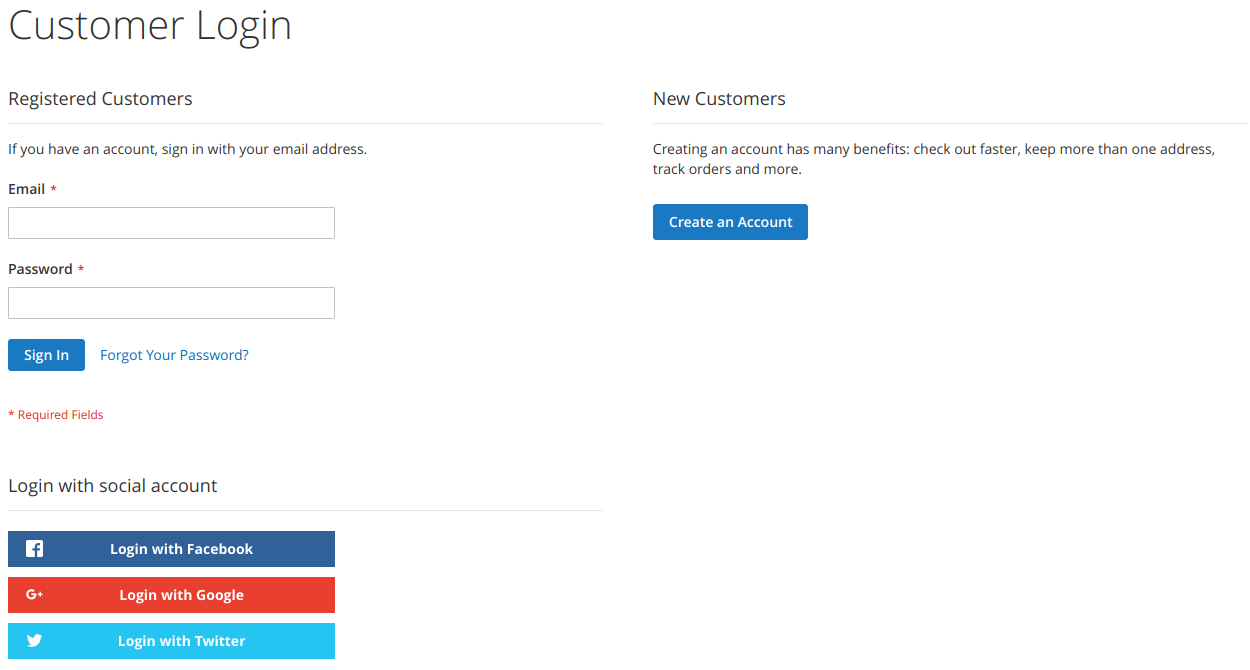 Customer Login
Registered Customers
If you have an account, sign in with your email address.
Email *
Password *
Sign In Forgot Your Password?
* Required Fields
Login with social account
Login with Facebook
G+ Login with Google
Login with Twitter
New Customers
Creating an account has many benefits: check out faster, keep more than one address,
track orders and more.
Create an Account